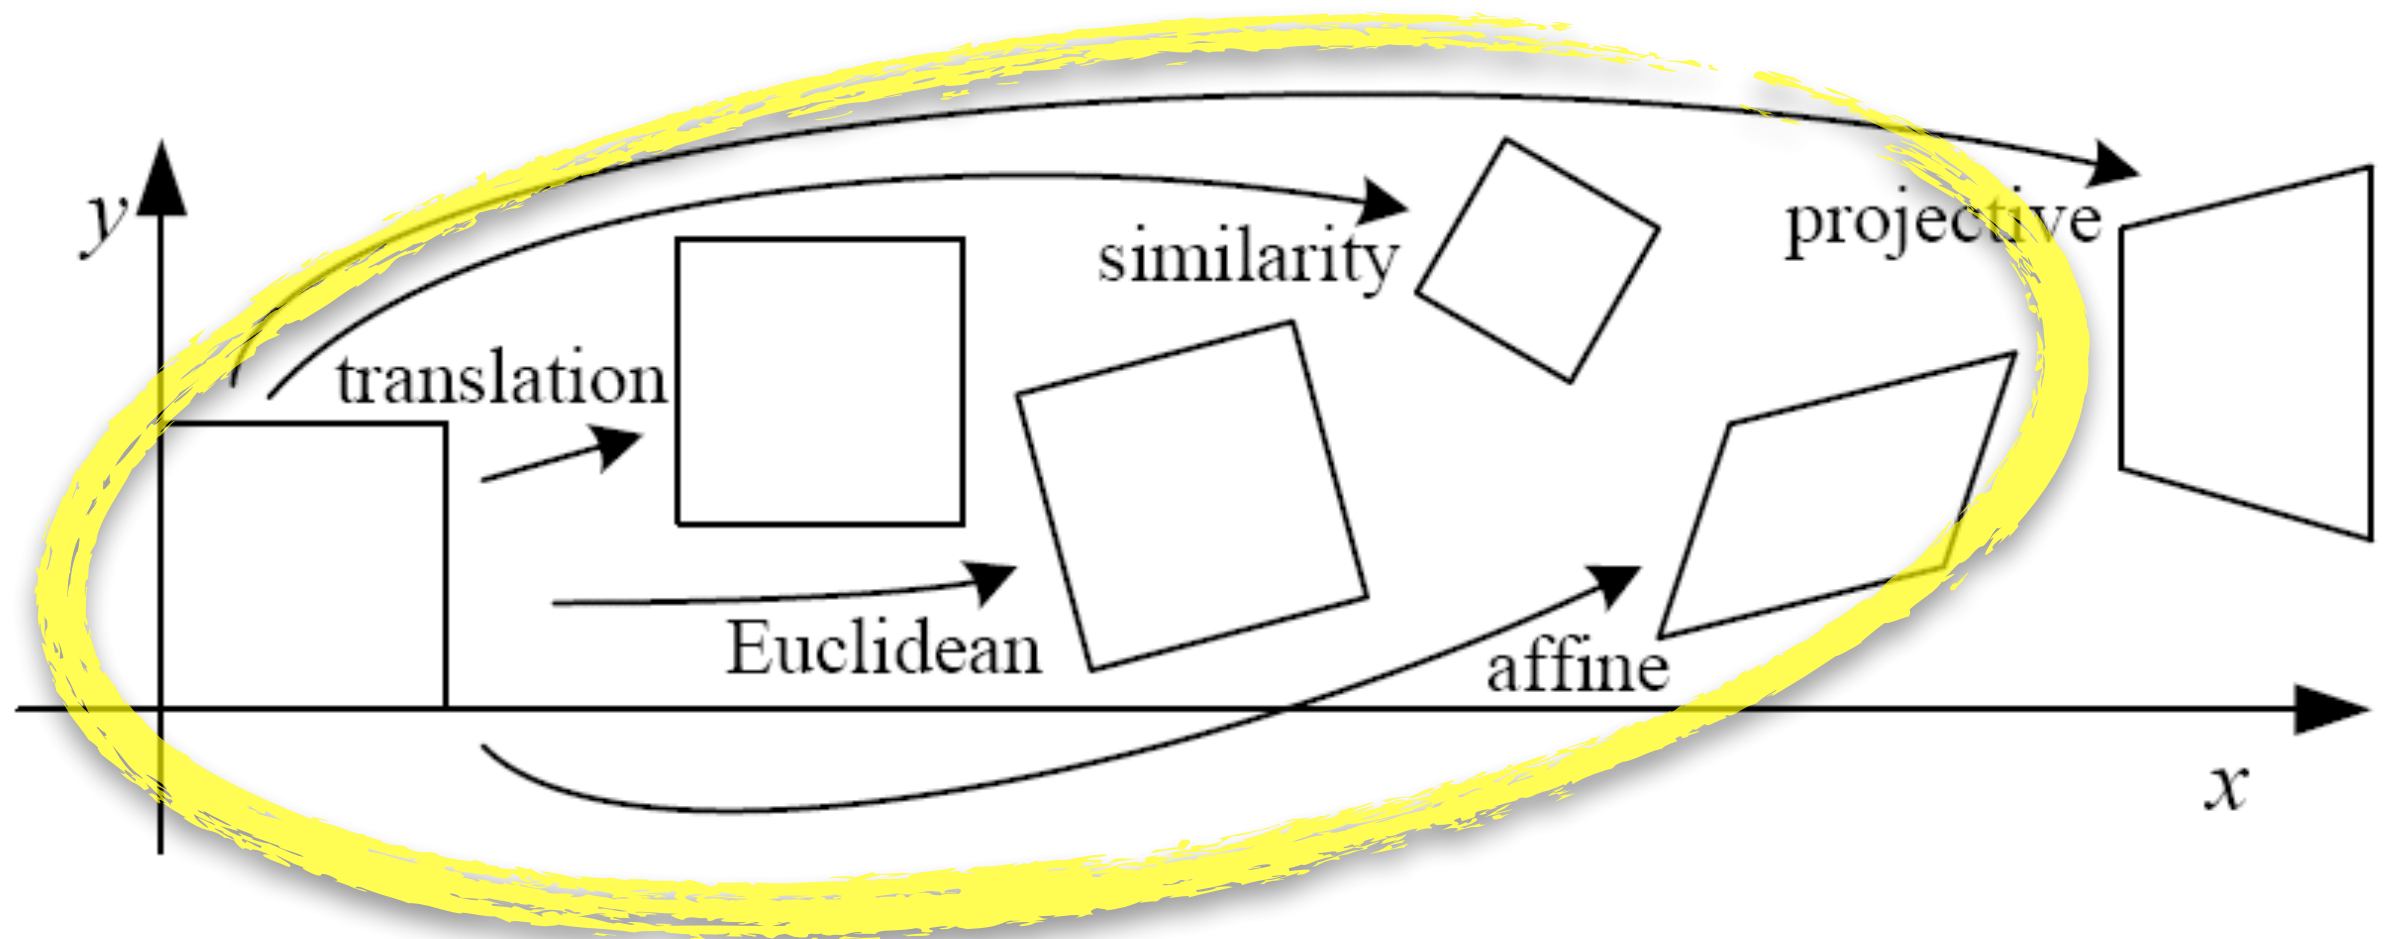 y
projective
similarity
translation
Euclidean
affine
x